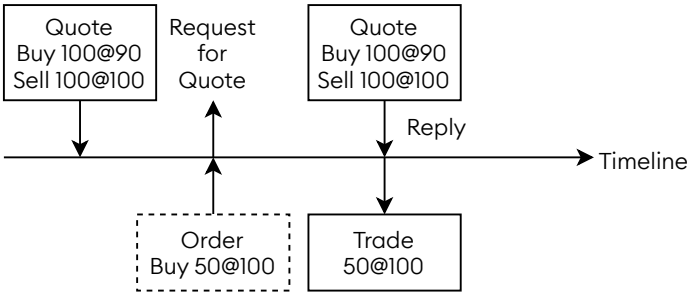 Quote
Buy 100@90
Sell 100@100
Request
for
Quote
Quote
Buy 100@90
Sell 100@100
Reply
Timeline
Order
Buy 50@100
Trade
50@100